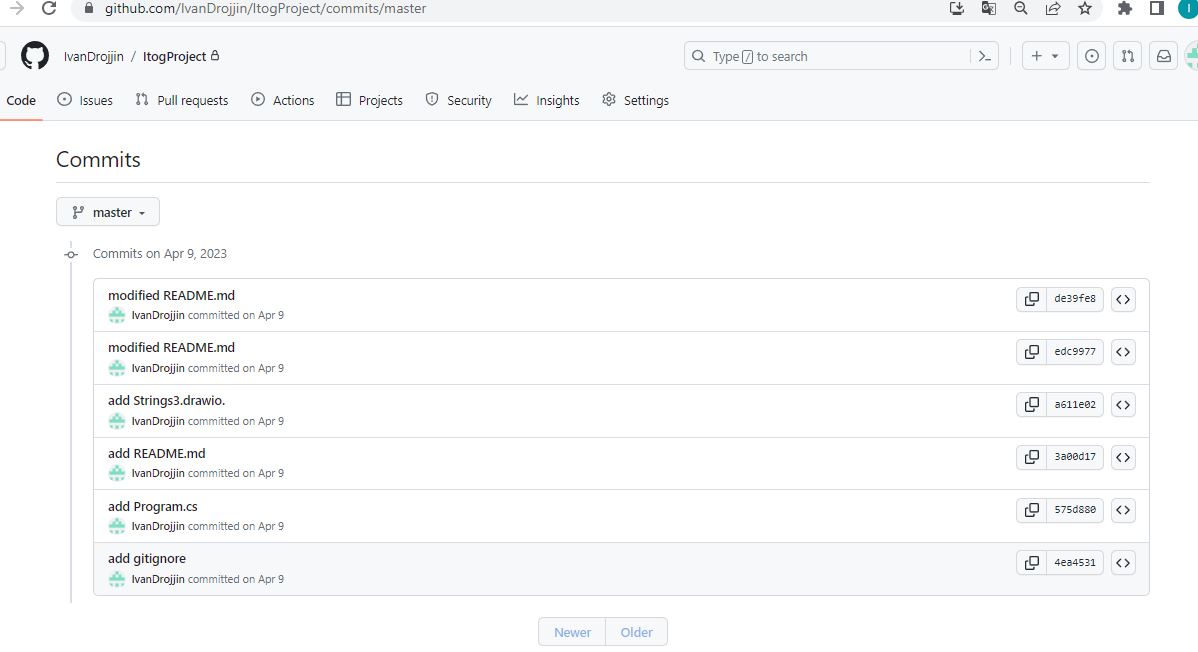 github.com/IvanDrojjin/ItogProject/commits/master
I
IvanDrojjin / ItogProject
Type / to search
Code Issues Pull requests Actions Projects Security Insights Settings
Commits
master
Commits on Apr 9, 2023
modified README.md
de39fe8
IvanDrojjin committed on Apr 9
modified README.md
edc9977
IvanDrojjin committed on Apr 9
add Strings3.drawio.
a611e02
IvanDrojjin committed on Apr 9
add README.md
3a00d17
IvanDrojjin committed on Apr 9
add Program.cs
575d880
IvanDrojjin committed on Apr 9
add gitignore
4ea4531
IvanDrojjin committed on Apr 9
Newer Older